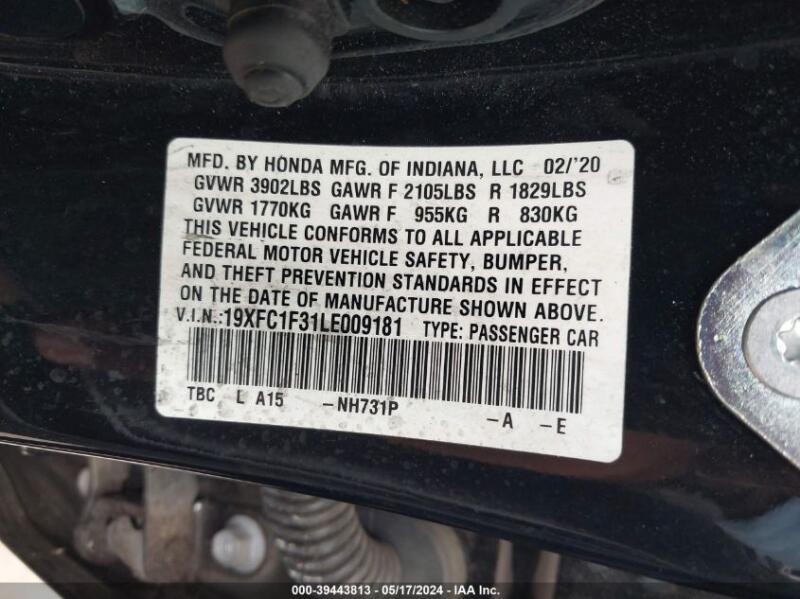 MFD. BY HONDA MFG. OF INDIANA, LLC 02/'20
GVWR 3902LBS GAWR F 2105LBS R 1829LBS
GVWR 1770KG GAWR F 955KG R 830KG
THIS VEHICLE CONFORMS TO ALL APPLICABLE
FEDERAL MOTOR VEHICLE SAFETY, BUMPER,
AND THEFT PREVENTION STANDARDS IN EFFECT
ON THE DATE OF MANUFACTURE SHOWN ABOVE.
V.I.N.:19XFC1F31LE009181 TYPE: PASSENGER CAR
TBC L A15 -NH731P -A -E
000-39443813 - 05/17/2024 - IAA Inc.